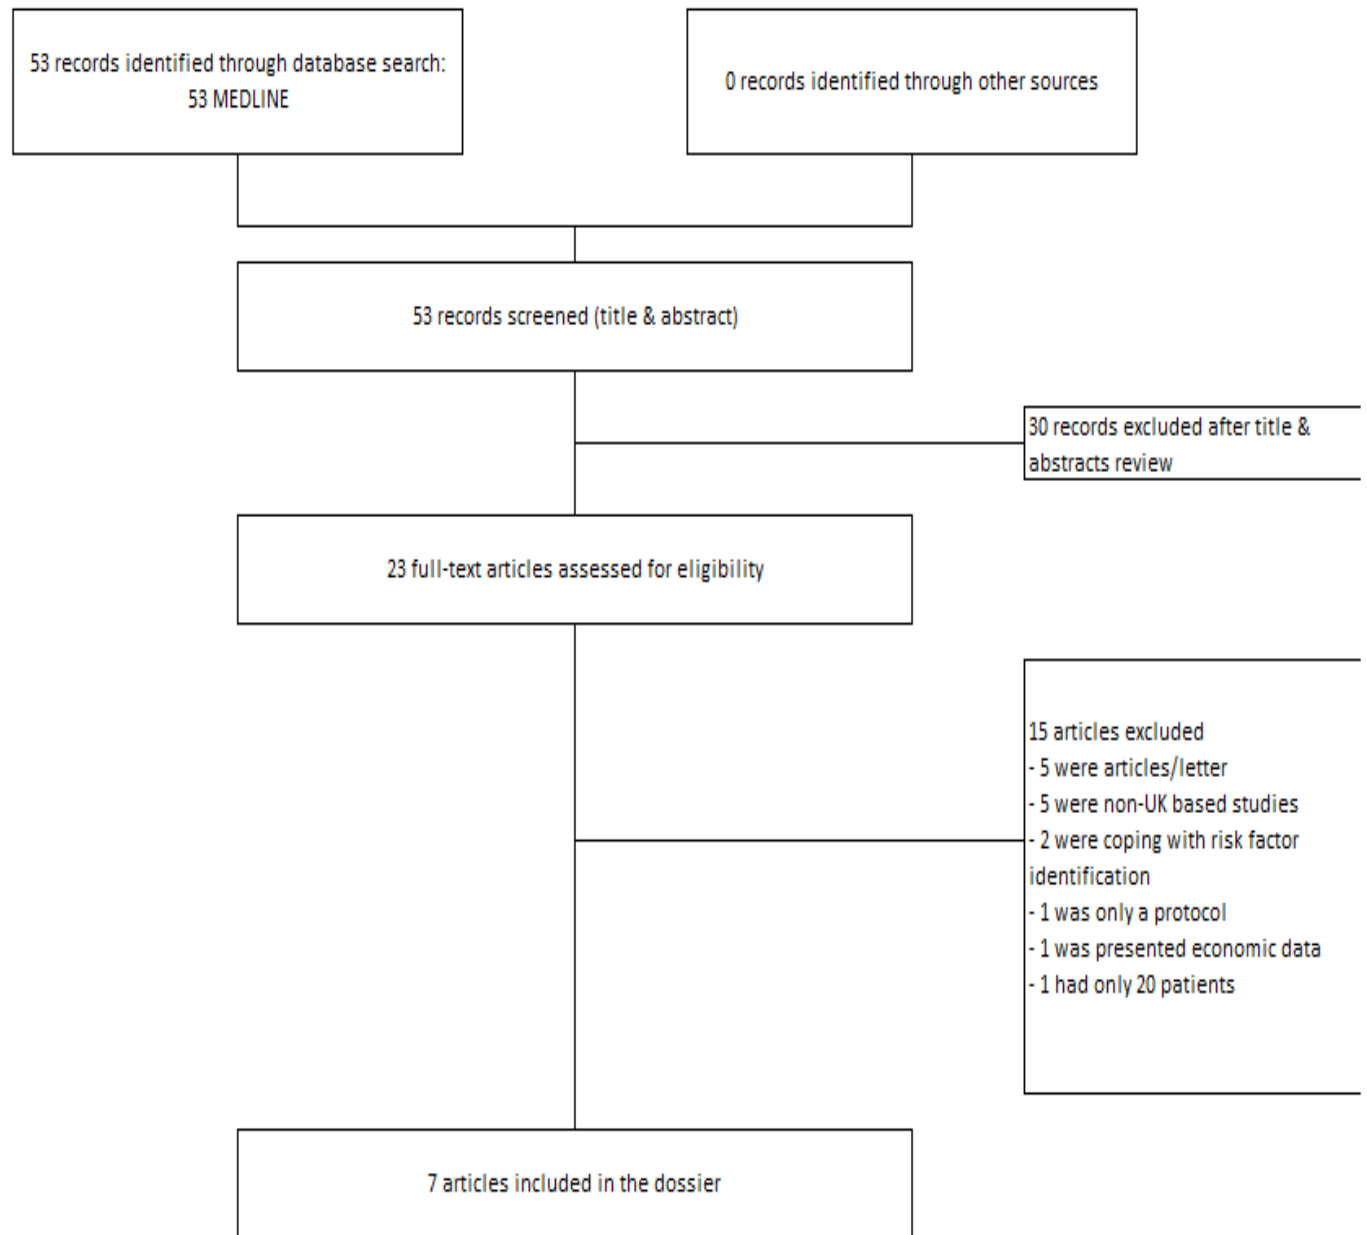 53 records identified through database search:
53 MEDLINE
0 records identified through other sources
53 records screened (title & abstract)
30 records excluded after title &
abstracts review
23 full-text articles assessed for eligibility
15 articles excluded
- 5 were articles/letter
- 5 were non-UK based studies
- 2 were coping with risk factor
identification
- 1 was only a protocol
- 1 was presented economic data
- 1 had only 20 patients
7 articles included in the dossier